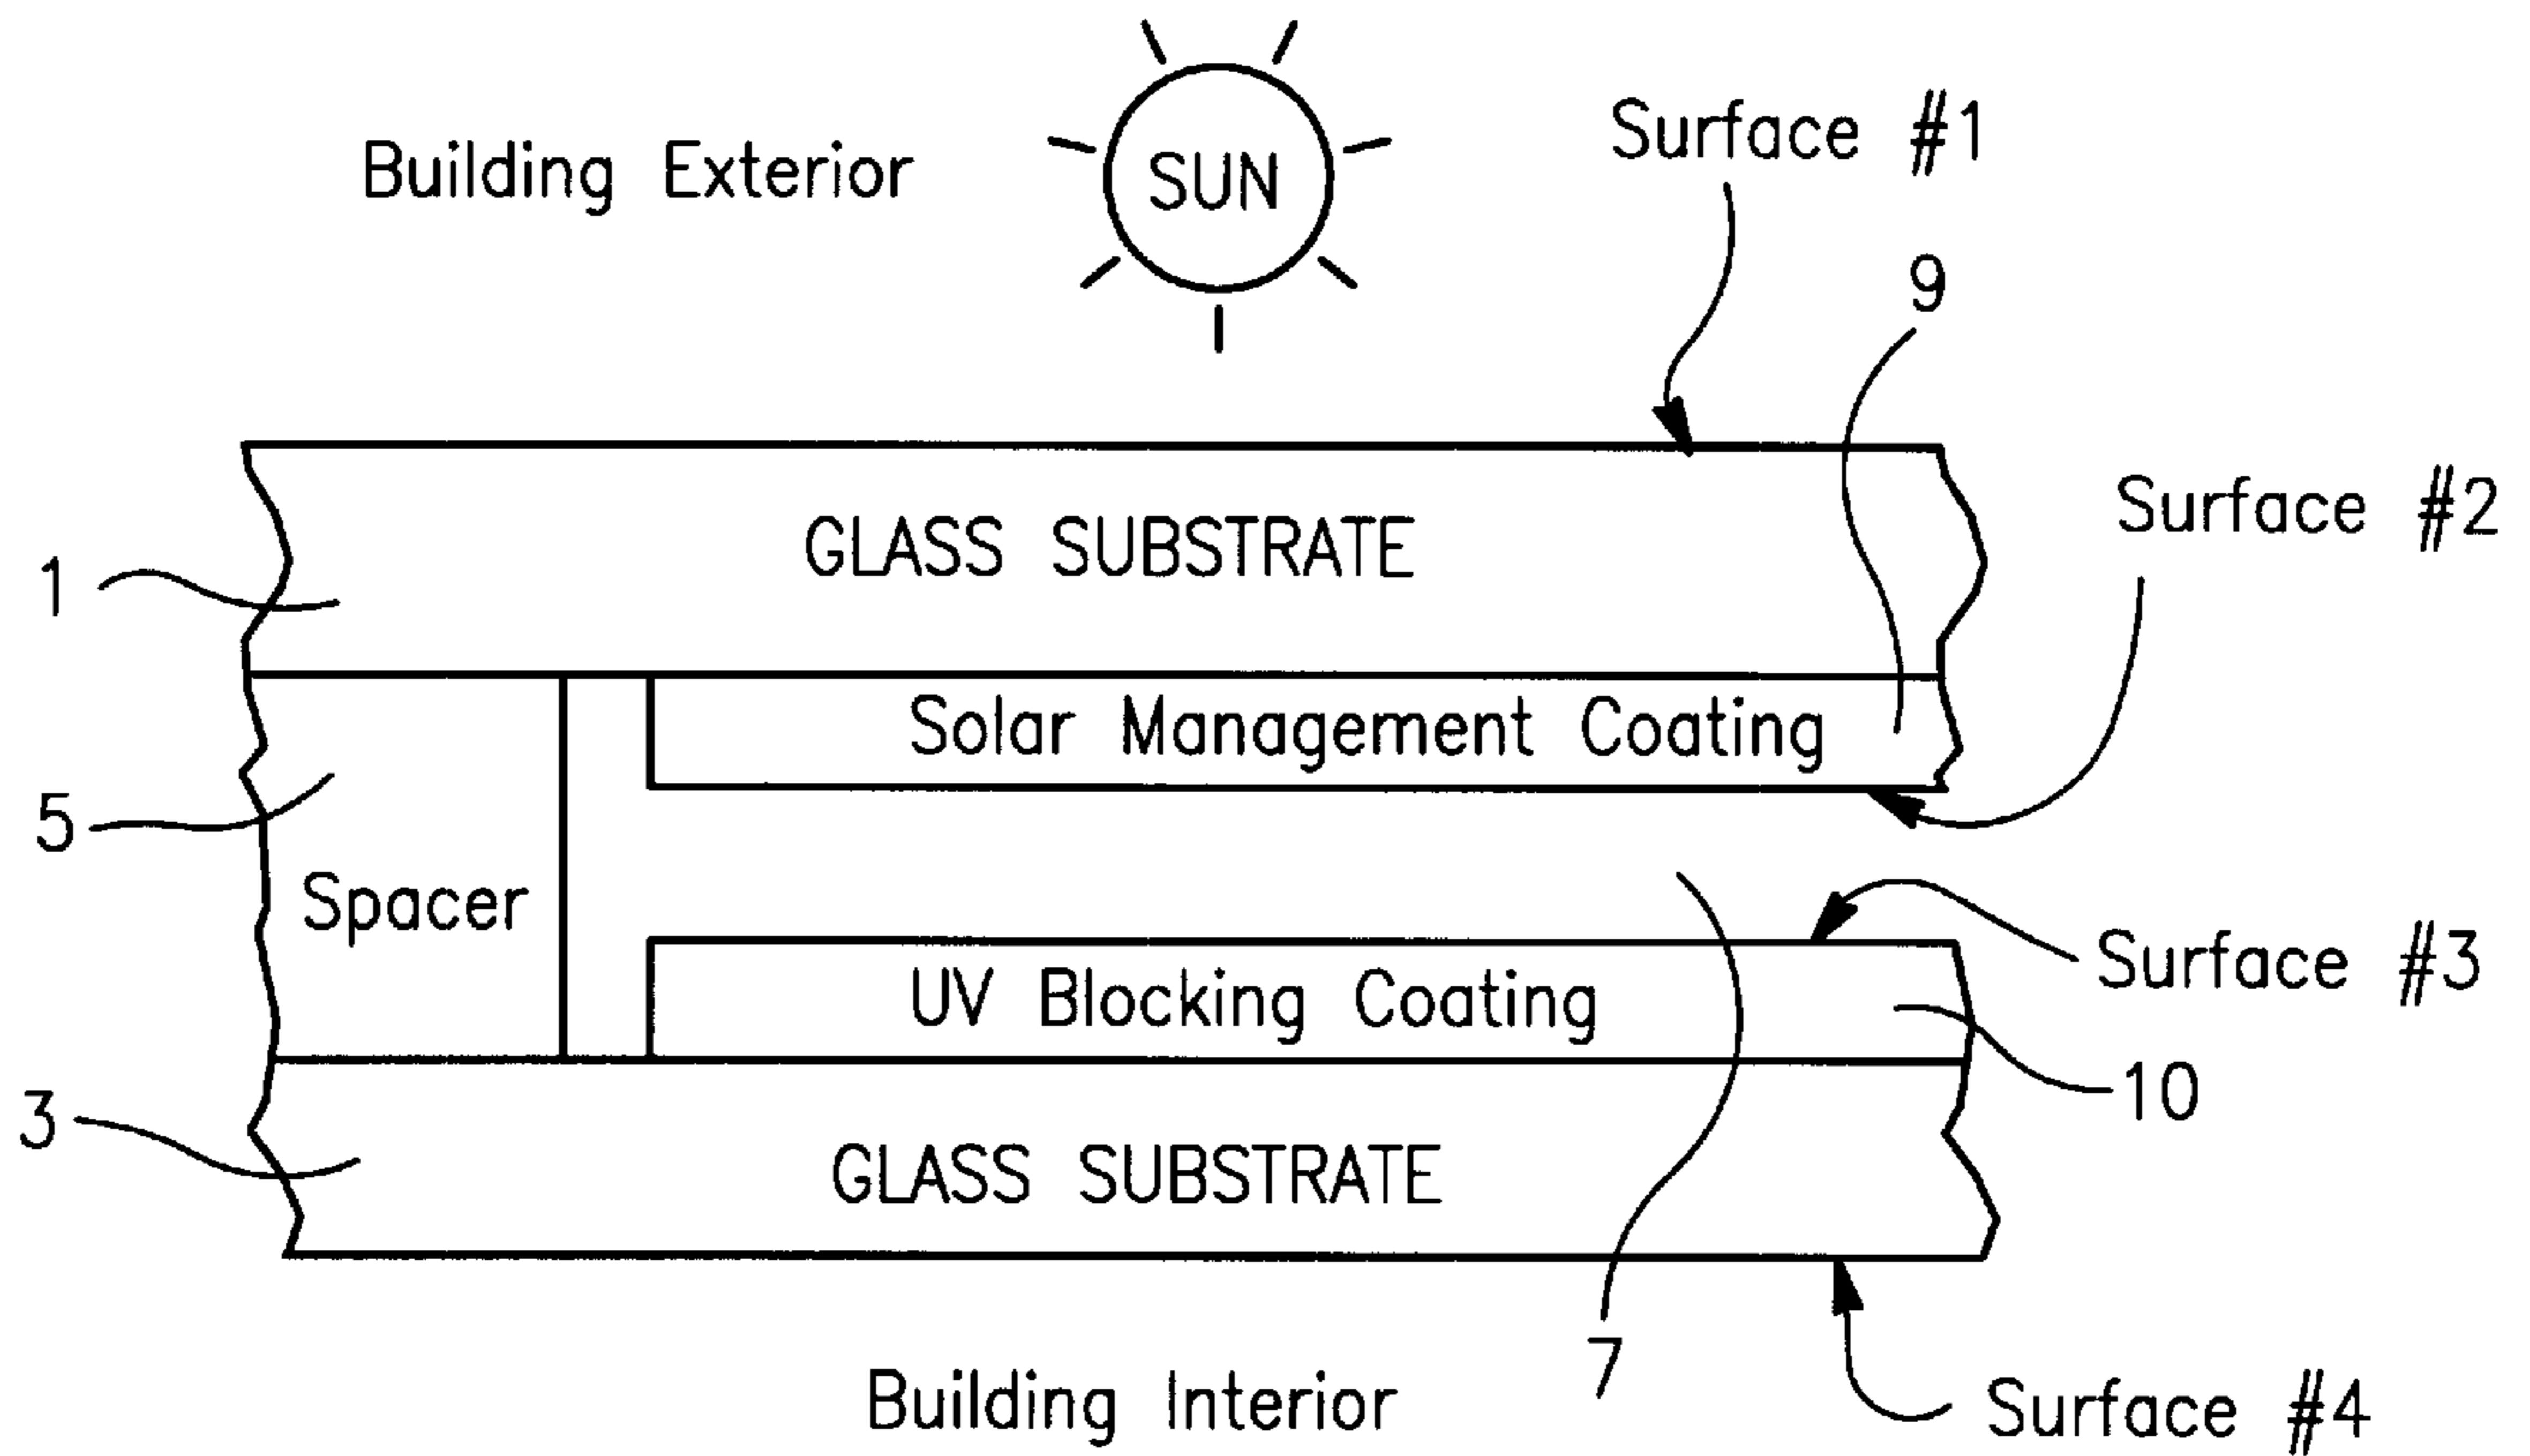 Surface #1
Building Exterior
SUN
9
GLASS SUBSTRATE
Surface #2
1
Solar Management Coating
5
Spacer
Surface #3
UV Blocking Coating
10
3
GLASS SUBSTRATE
7
Building Interior
Surface #4